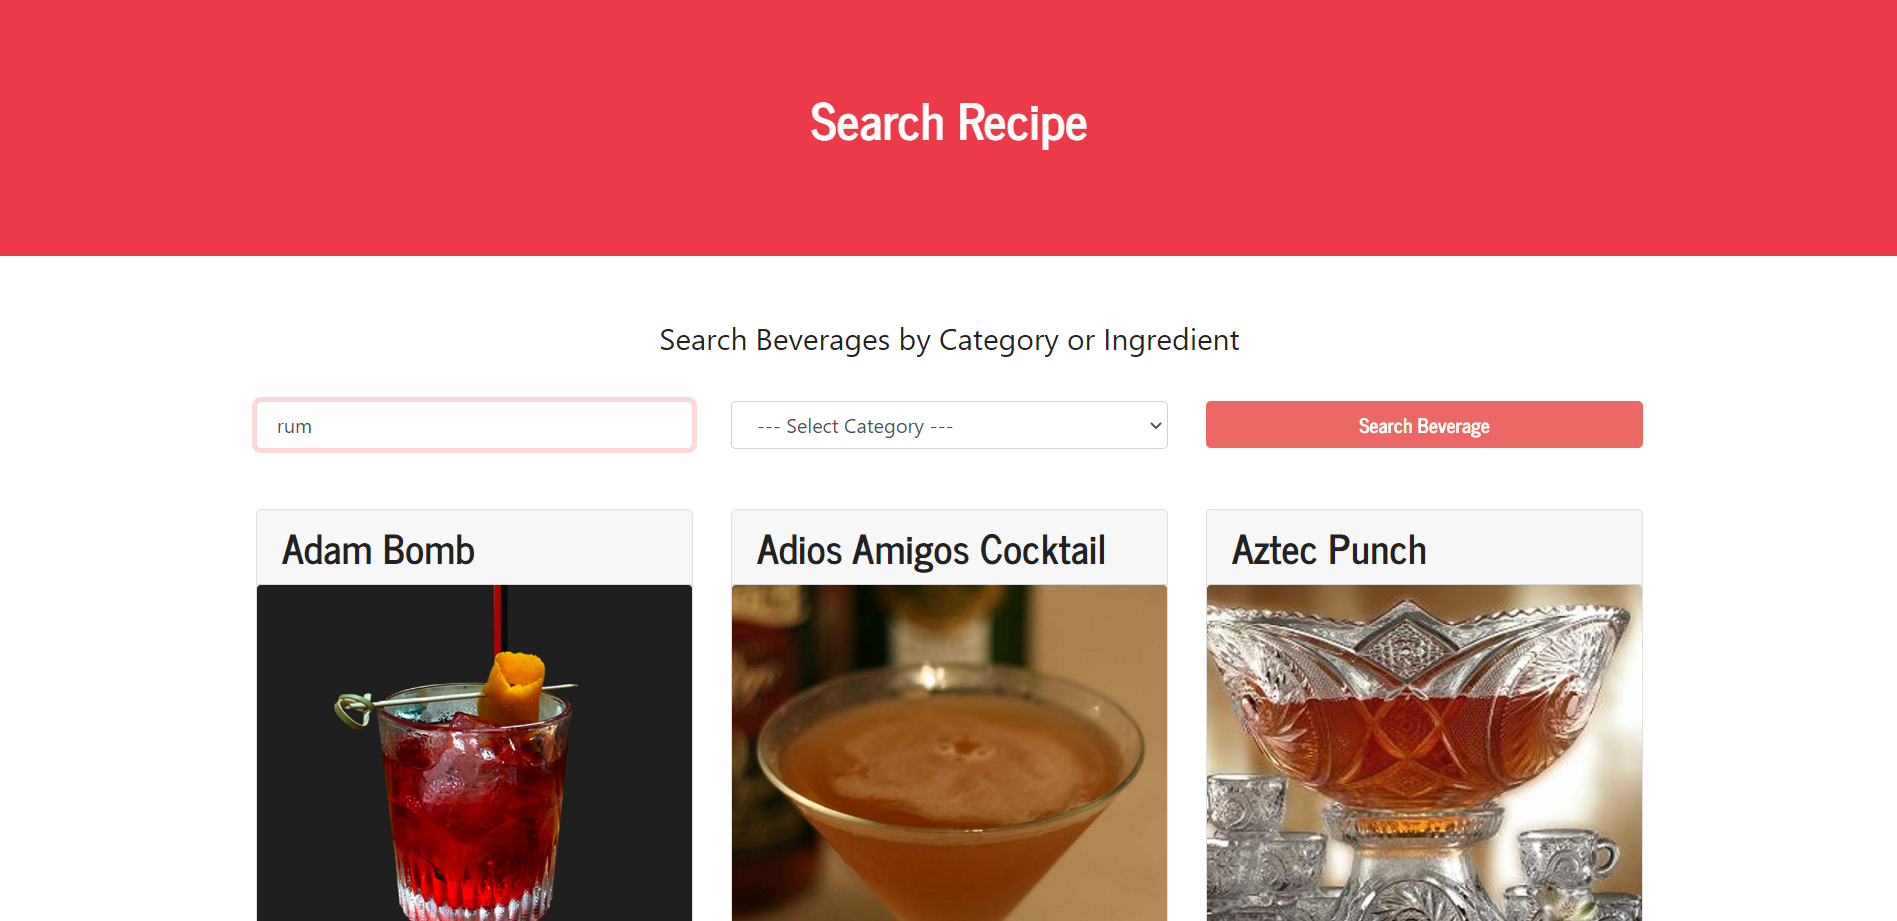 Search Recipe
Search Beverages by Category or Ingredient
rum
--- Select Category ---
Search Beverage
Adam Bomb
Adios Amigos Cocktail
Aztec Punch